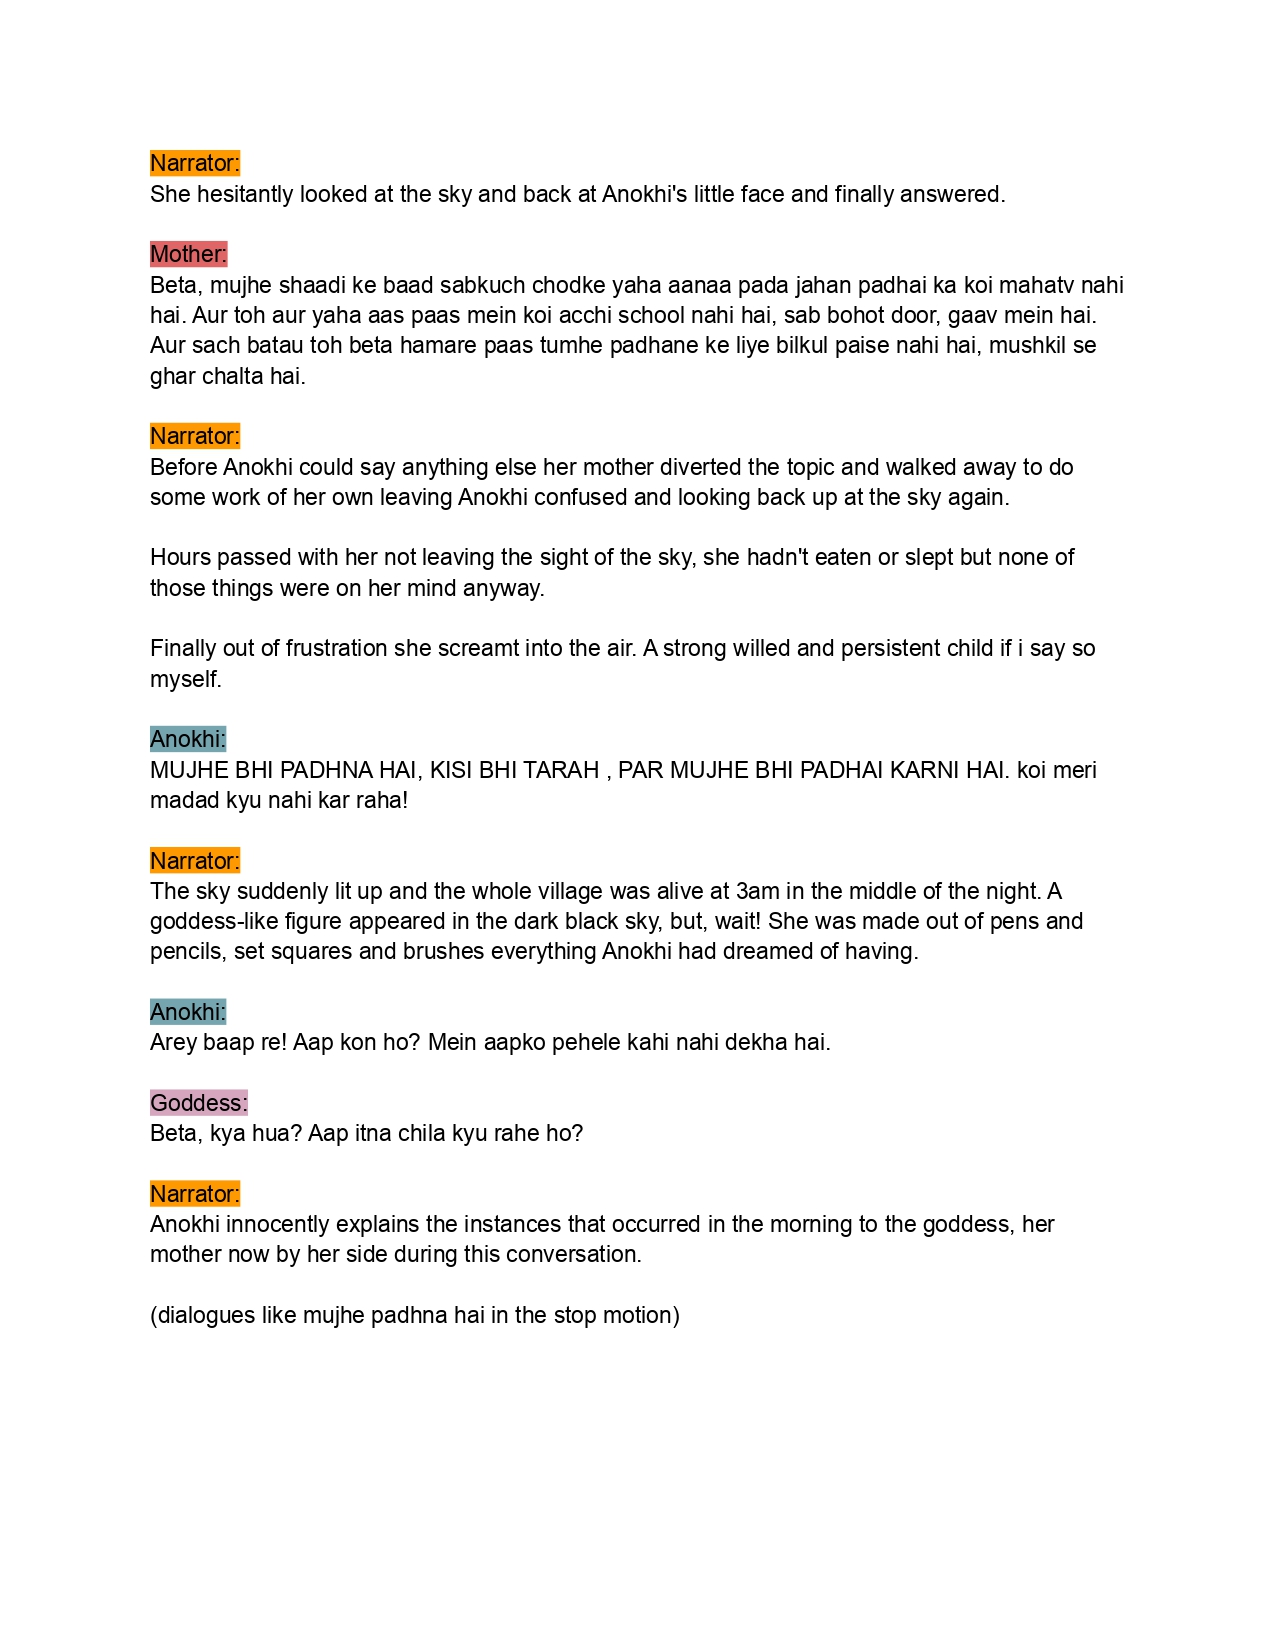 Narrator:
She hesitantly looked at the sky and back at Anokhi's little face and finally answered.
Mother:
Beta, mujhe shaadi ke baad sabkuch chodke yaha aanaa pada jahan padhai ka koi mahatv nahi
hai. Aur toh aur yaha aas paas mein koi acchi school nahi hai, sab bohot door, gaav mein hai.
Aur sach batau toh beta hamare paas tumhe padhane ke liye bilkul paise nahi hai, mushkil se
ghar chalta hai.
Narrator:
Before Anokhi could say anything else her mother diverted the topic and walked away to do
some work of her own leaving Anokhi confused and looking back up at the sky again.
Hours passed with her not leaving the sight of the sky, she hadn't eaten or slept but none of
those things were on her mind anyway.
Finally out of frustration she screamt into the air. A strong willed and persistent child if i say so
myself.
Anokhi:
MUJHE BHI PADHNA HAI, KISI BHI TARAH , PAR MUJHE BHI PADHAI KARNI HAI. koi meri
madad kyu nahi kar raha!
Narrator:
The sky suddenly lit up and the whole village was alive at 3am in the middle of the night. A
goddess-like figure appeared in the dark black sky, but, wait! She was made out of pens and
pencils, set squares and brushes everything Anokhi had dreamed of having.
Anokhi:
Arey baap re! Aap kon ho? Mein aapko pehele kahi nahi dekha hai.
Goddess:
Beta, kya hua? Aap itna chila kyu rahe ho?
Narrator:
Anokhi innocently explains the instances that occurred in the morning to the goddess, her
mother now by her side during this conversation.
(dialogues like mujhe padhna hai in the stop motion)